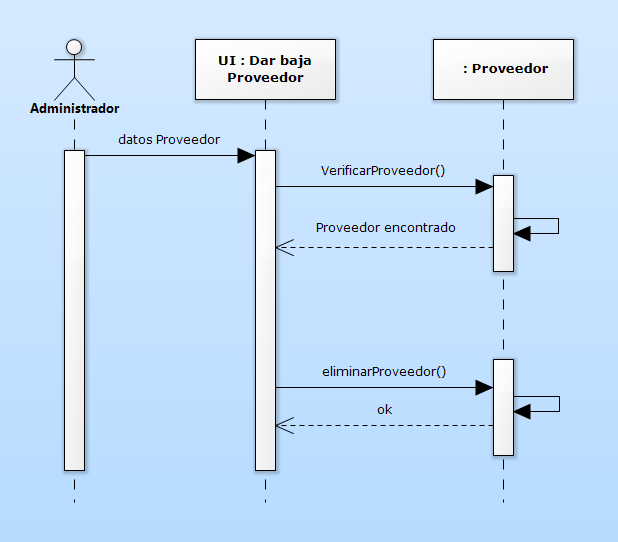 UI : Dar baja
Proveedor
: Proveedor
Administrador
datos Proveedor
VerificarProveedor()
Proveedor encontrado
eliminarProveedor()
ok